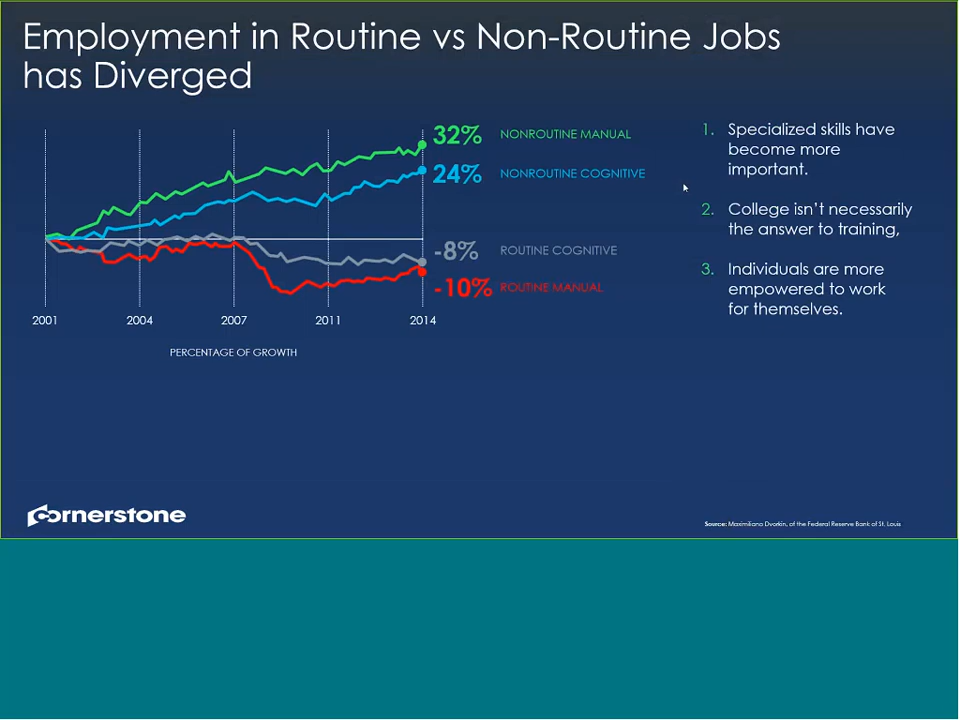 Employment in Routine vs Non-Routine Jobs
has Diverged
32% NONROUTINE MANUAL
24% NONROUTINE COGNITIVE
-8% ROUTINE COGNITIVE
-10% ROUTINE MANUAL
2001 2004 2007 2011 2014
PERCENTAGE OF GROWTH
1. Specialized skills have
become more
important.
2. College isn't necessarily
the answer to training,
3. Individuals are more
empowered to work
for themselves.
Cornerstone
Source: Maximiliano Dvorkin, of the Federal Reserve Bank of St. Louis